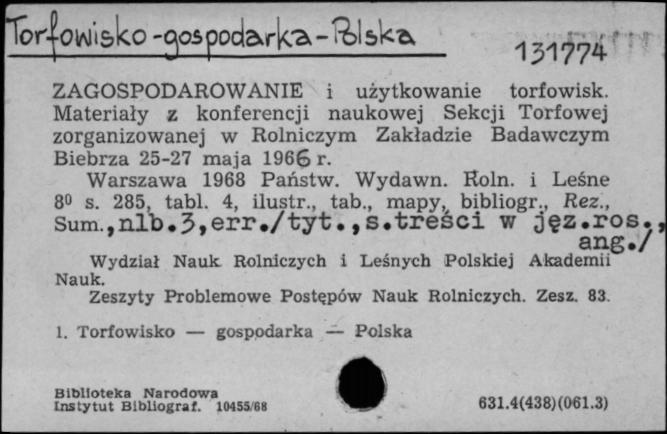 Torfowisko-gospodarka-Polska
131774
ZAGOSPODAROWANIE i użytkowanie torfowisk.
Materiały z konferencji naukowej Sekcji Torfowej
zorganizowanej w Rolniczym Zakładzie Badawczym
Biebrza 25-27 maja 1966 r.
Warszawa 1968 Państw. Wydawn. Roln. i Leśne
8⁰ s. 285, tabl. 4, ilustr., tab., mapy, bibliogr., Rez.,
Sum.,nlb.3,err./tyt.,s.treści w jęz.ros.,
ang./
Wydział Nauk Rolniczych i Leśnych Polskiej Akademii
Nauk.
Zeszyty Problemowe Postępów Nauk Rolniczych. Zesz. 83.
1. Torfowisko — gospodarka — Polska
Biblioteka Narodowa
Instytut Bibliograf. 10455/68
631.4(438)(061.3)